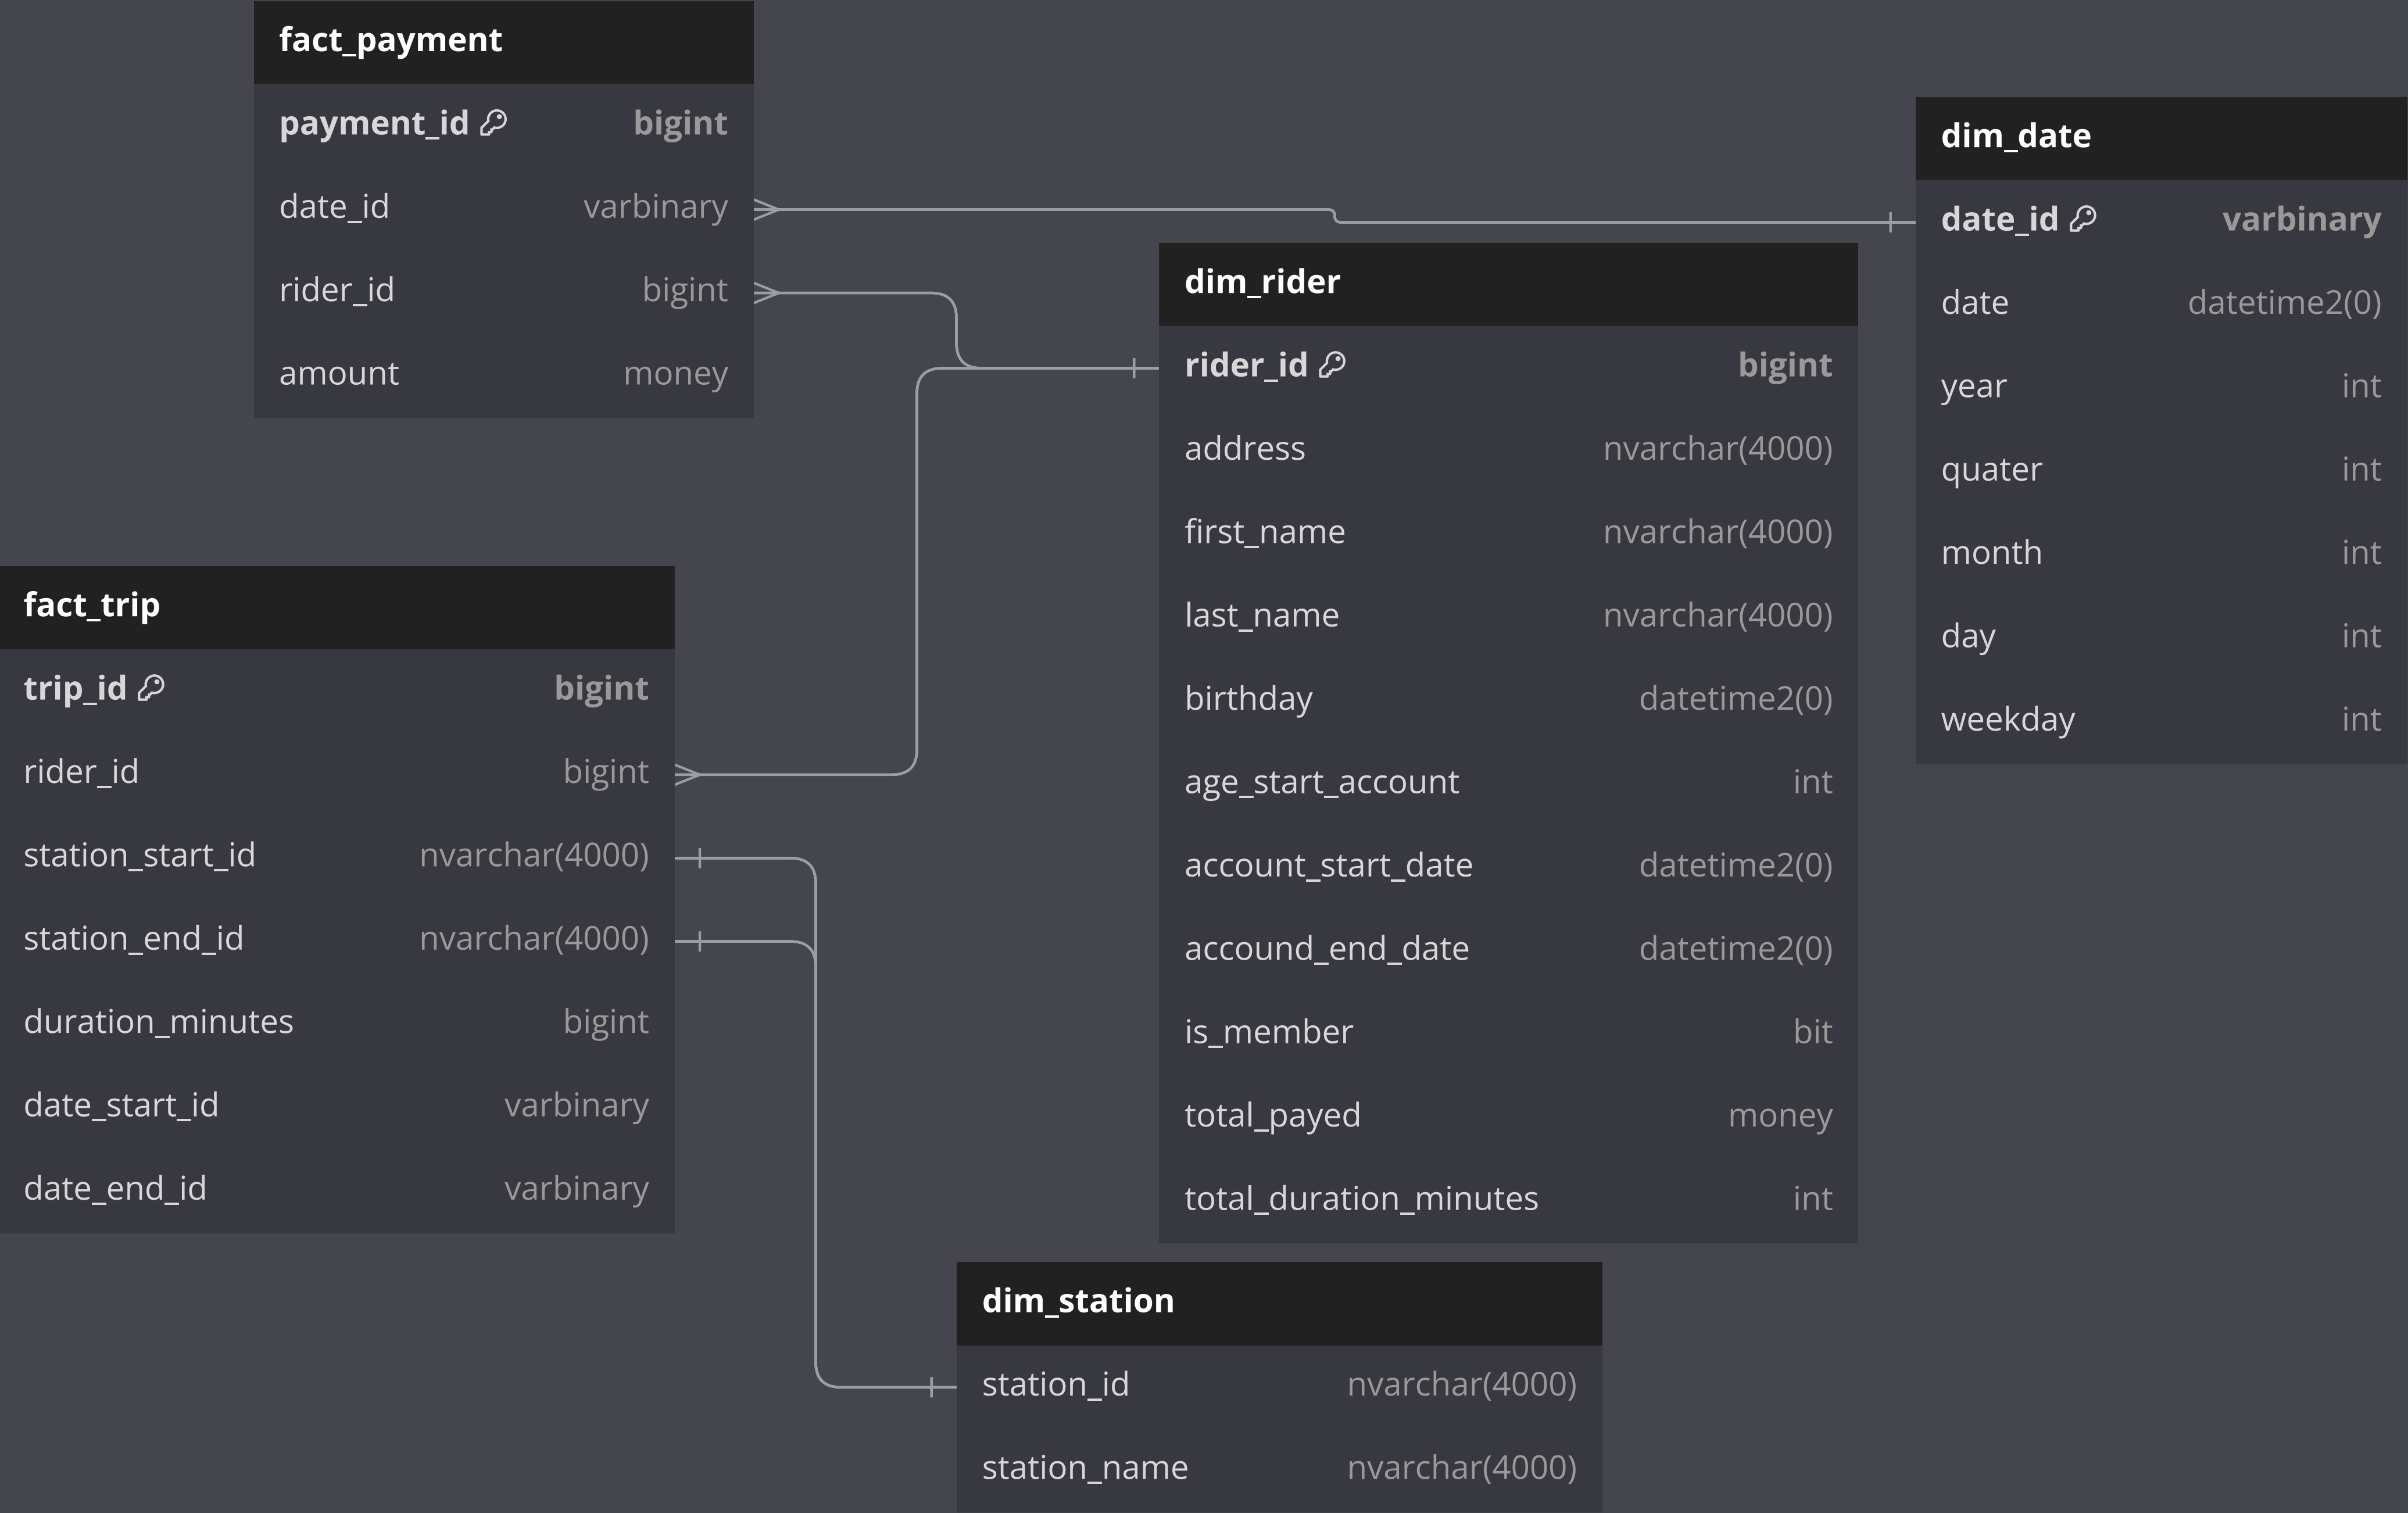 fact_payment
payment_id bigint
date_id varbinary
rider_id bigint
amount money
dim_date
date_id varbinary
date datetime2(0)
year int
quater int
month int
day int
weekday int
dim_rider
rider_id bigint
address nvarchar(4000)
first_name nvarchar(4000)
last_name nvarchar(4000)
birthday datetime2(0)
age_start_account int
account_start_date datetime2(0)
accound_end_date datetime2(0)
is_member bit
total_payed money
total_duration_minutes int
fact_trip
trip_id bigint
rider_id bigint
station_start_id nvarchar(4000)
station_end_id nvarchar(4000)
duration_minutes bigint
date_start_id varbinary
date_end_id varbinary
dim_station
station_id nvarchar(4000)
station_name nvarchar(4000)